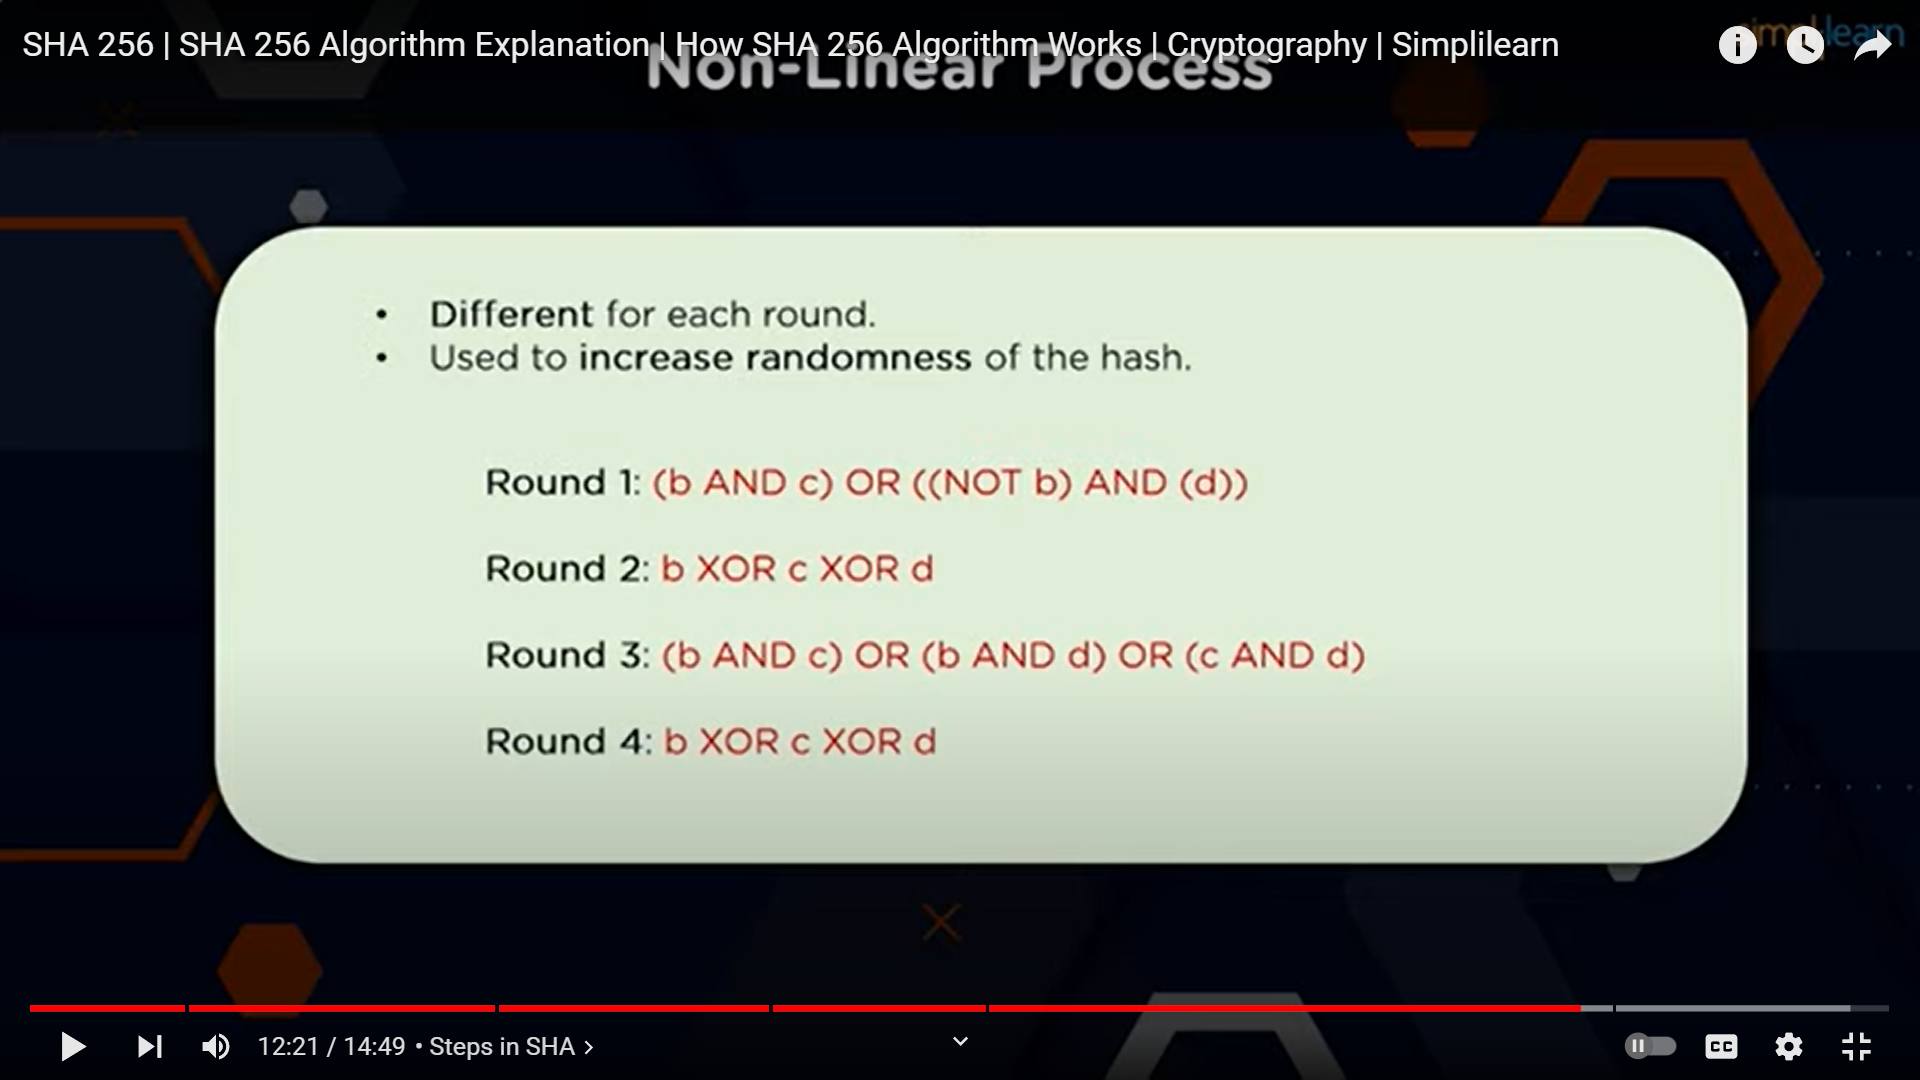 SHA 256 | SHA 256 Algorithm Explanation | How SHA 256 Algorithm Works | Cryptography | Simplilearn
simplilearn
Non-Linear Process
• Different for each round.
• Used to increase randomness of the hash.
Round 1: (b AND c) OR ((NOT b) AND (d))
Round 2: b XOR c XOR d
Round 3: (b AND c) OR (b AND d) OR (c AND d)
Round 4: b XOR c XOR d
12:21 / 14:49 • Steps in SHA >
CC